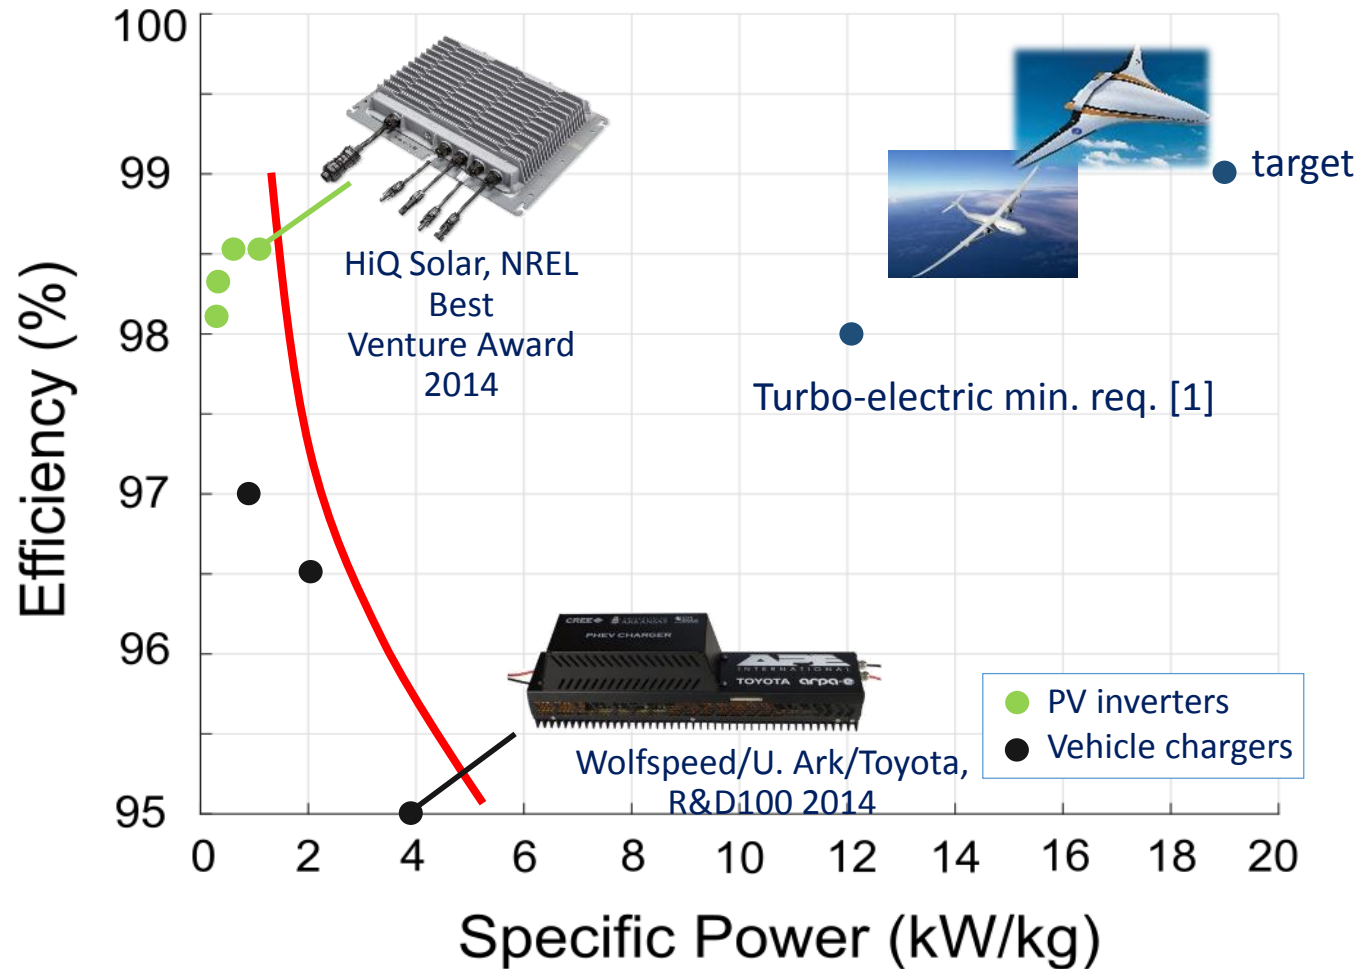 100
99
98
97
96
95
Efficiency (%)
0 2 4 6 8 10 12 14 16 18 20
Specific Power (kW/kg)
HiQ Solar, NREL
Best
Venture Award
2014
target
Turbo-electric min. req. [1]
CREE
PHEV CHARGER
APE
INTERNATIONAL
TOYOTA arpa·e
Wolfspeed/U. Ark/Toyota,
R&D100 2014
PV inverters
Vehicle chargers